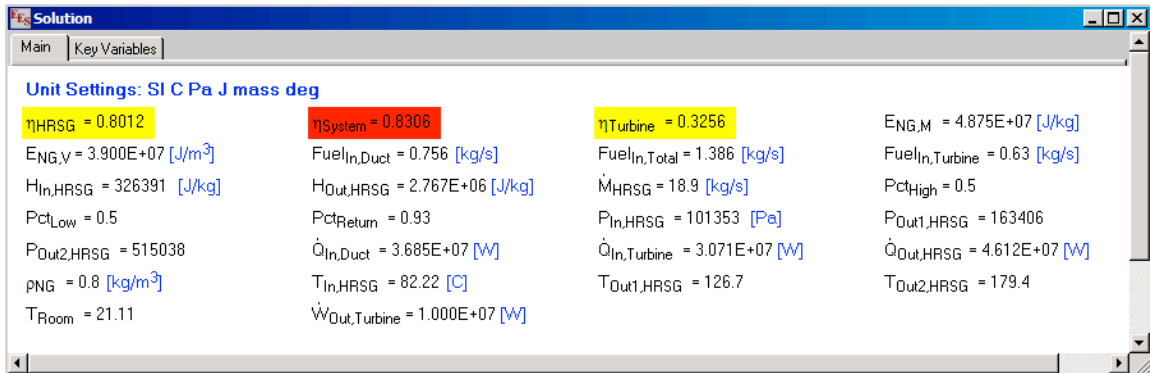 EES Solution
Main Key Variables
Unit Settings: SI C Pa J mass deg
ηHRSG = 0.8012 ηSystem = 0.8306 ηTurbine = 0.3256 ENG,M = 4.875E+07 [J/kg]
ENG,V = 3.900E+07 [J/m3] FuelIn,Duct = 0.756 [kg/s] FuelIn,Total = 1.386 [kg/s] FuelIn,Turbine = 0.63 [kg/s]
HIn,HRSG = 326391 [J/kg] HOut,HRSG = 2.767E+06 [J/kg] ṀHRSG = 18.9 [kg/s] PctHigh = 0.5
PctLow = 0.5 PctReturn = 0.93 PIn,HRSG = 101353 [Pa] POut1,HRSG = 163406
POut2,HRSG = 515038 Q̇In,Duct = 3.685E+07 [W] Q̇In,Turbine = 3.071E+07 [W] Q̇Out,HRSG = 4.612E+07 [W]
ρNG = 0.8 [kg/m3] TIn,HRSG = 82.22 [C] TOut1,HRSG = 126.7 TOut2,HRSG = 179.4
TRoom = 21.11 ẆOut,Turbine = 1.000E+07 [W]